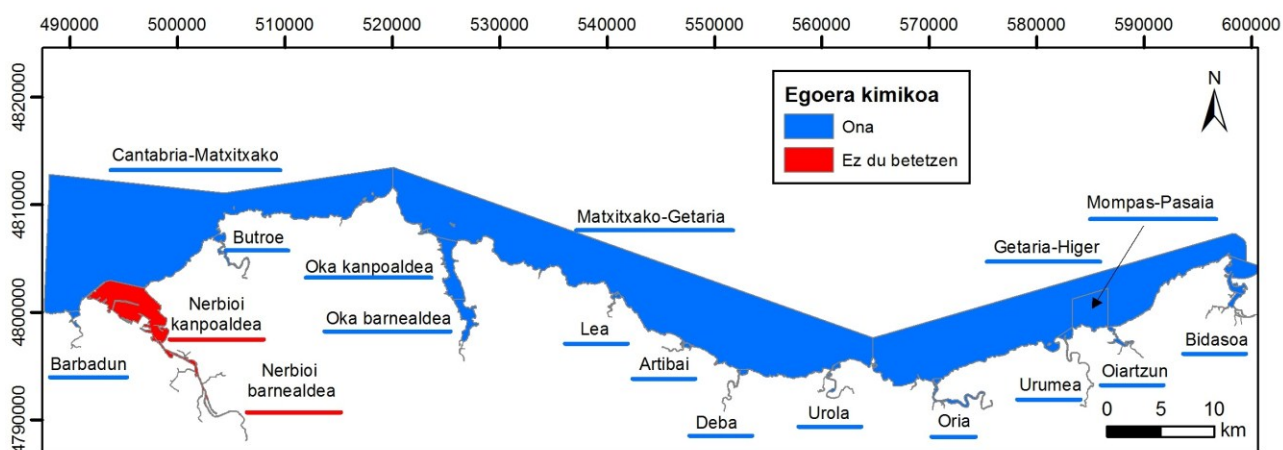 490000 500000 510000 520000 530000 540000 550000 560000 570000 580000 590000 600000
4820000
4810000
4800000
4790000
Egoera kimikoa
Ona
Ez du betetzen
N
Cantabria-Matxitxako
Matxitxako-Getaria
Mompas-Pasaia
Getaria-Higer
Butroe
Oka kanpoaldea
Oka barnealdea
Nerbioi
kanpoaldea
Nerbioi
barnealdea
Barbadun
Lea
Artibai
Deba
Urola
Oria
Urumea
Oiartzun
Bidasoa
0 5 10
km